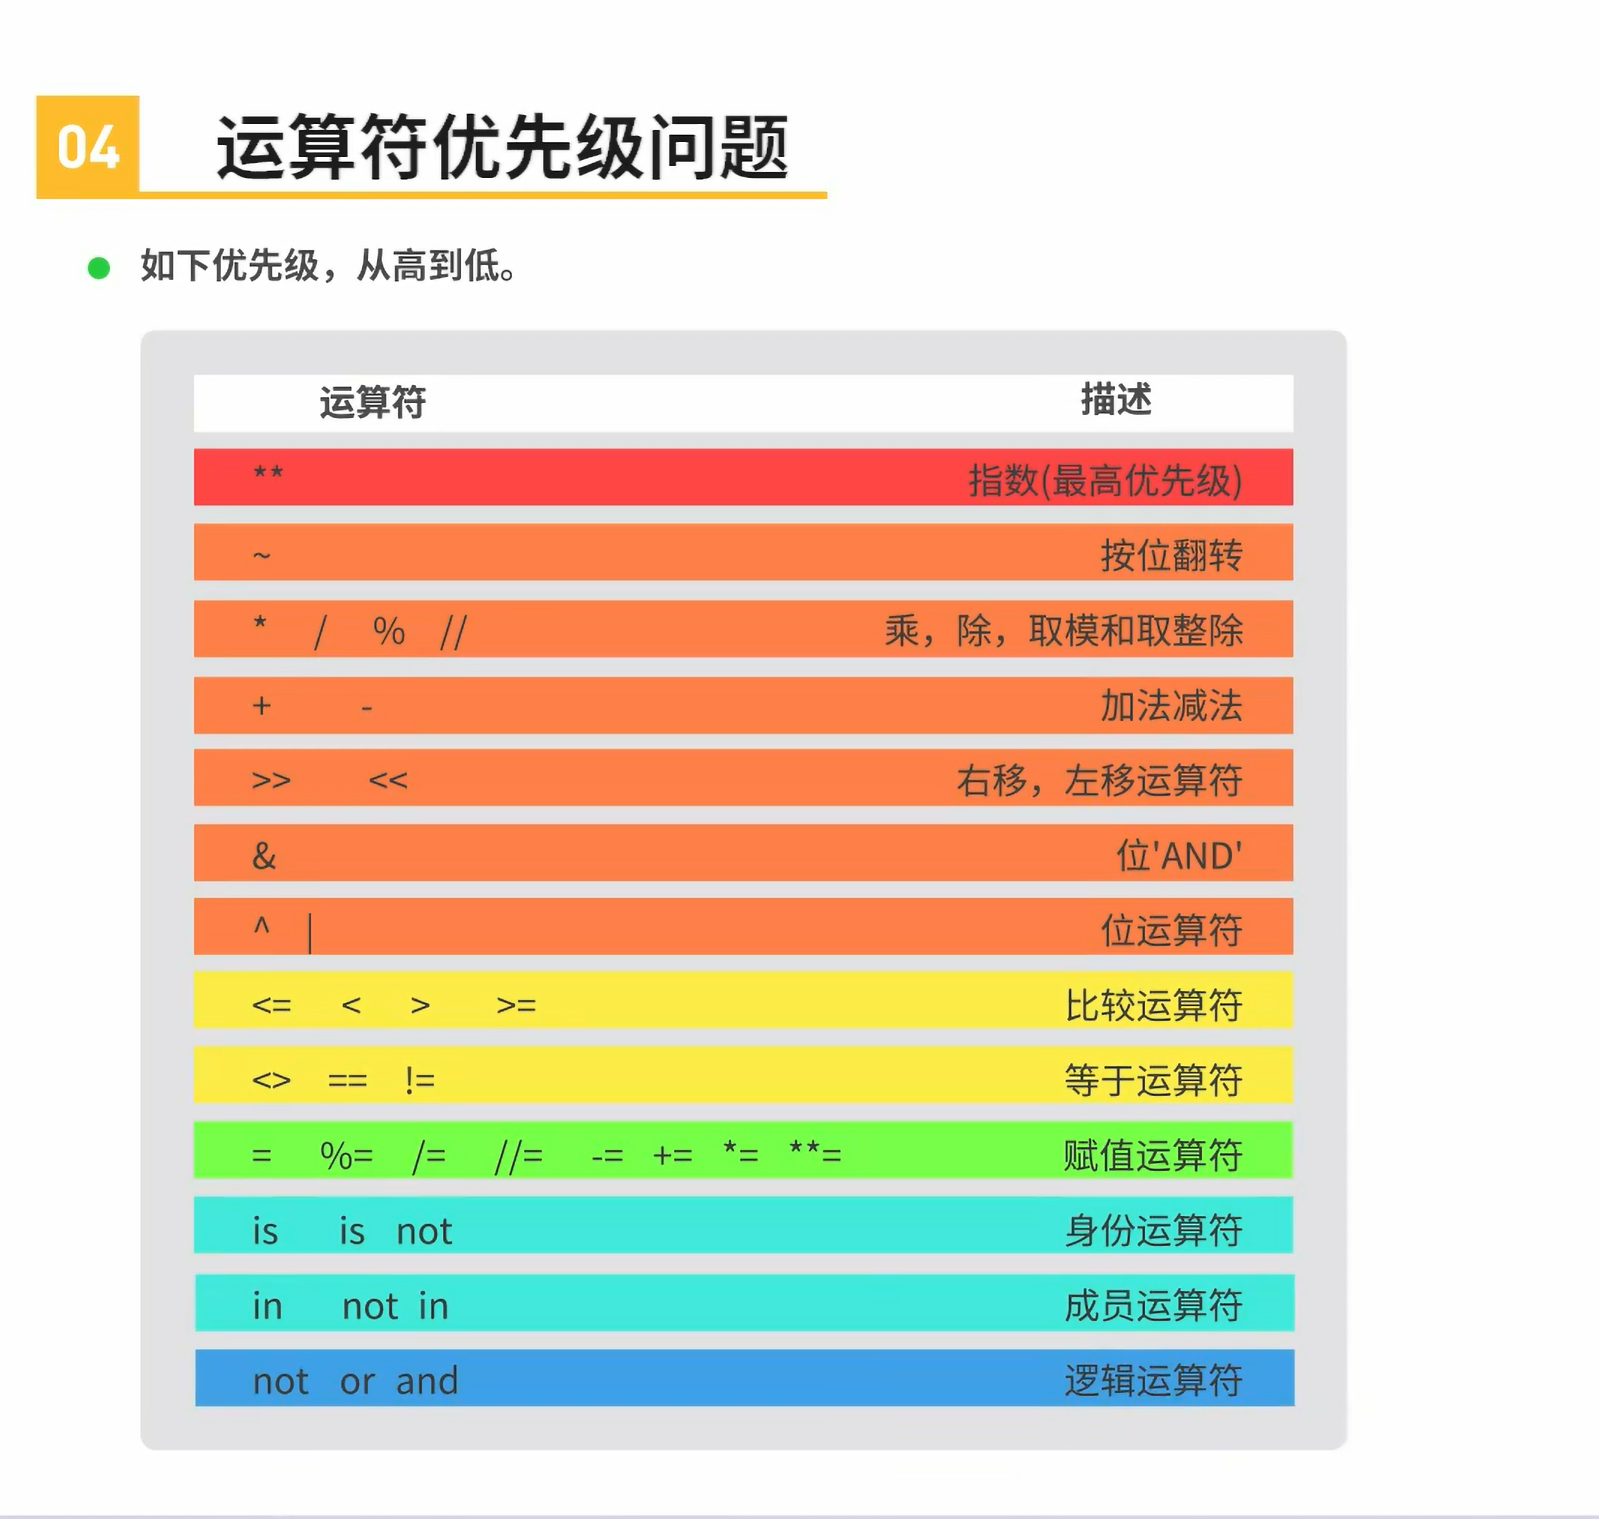 04 运算符优先级问题
如下优先级，从高到低。
运算符 描述
** 指数(最高优先级)
~ 按位翻转
* / % // 乘，除，取模和取整除
+ - 加法减法
>> << 右移，左移运算符
& 位'AND'
^ | 位运算符
<= < > >= 比较运算符
<> == != 等于运算符
= %= /= //= -= += *= **= 赋值运算符
is is not 身份运算符
in not in 成员运算符
not or and 逻辑运算符